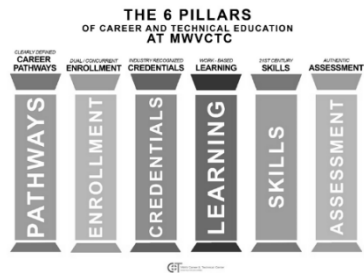 THE 6 PILLARS
OF CAREER AND TECHNICAL EDUCATION
AT MWVCTC
CLEARLY DEFINED
CAREER
PATHWAYS
DUAL / CONCURRENT
ENROLLMENT
INDUSTRY RECOGNIZED
CREDENTIALS
WORK - BASED
LEARNING
21ST CENTURY
SKILLS
AUTHENTIC
ASSESSMENT
PATHWAYS
ENROLLMENT
CREDENTIALS
LEARNING
SKILLS
ASSESSMENT